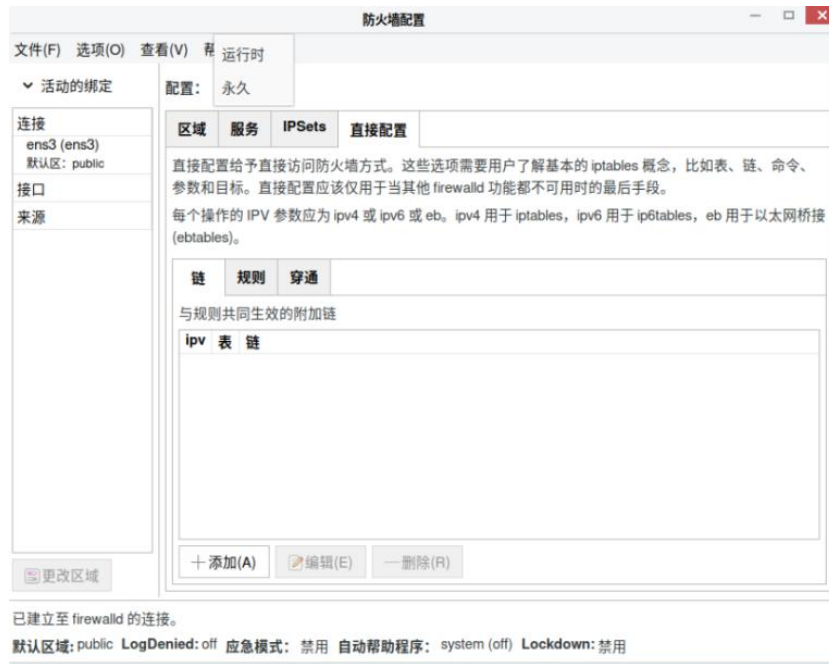 防火墙配置
文件(F) 选项(O) 查看(V)
运行时
永久
活动的绑定
配置：
连接
ens3 (ens3)
默认区：public
接口
来源
区域 服务 IPSets 直接配置
直接配置给予直接访问防火墙方式。这些选项需要用户了解基本的 iptables 概念，比如表、链、命令、
参数和目标。直接配置应该仅用于当其他 firewalld 功能都不可用时的最后手段。
每个操作的 IPV 参数应为 ipv4 或 ipv6 或 eb。ipv4 用于 iptables，ipv6 用于 ip6tables，eb 用于以太网桥接
(ebtables)。
链 规则 穿通
与规则共同生效的附加链
ipv 表 链
添加(A) 编辑(E) 删除(R)
更改区域
已建立至 firewalld 的连接。
默认区域: public LogDenied: off 应急模式： 禁用 自动帮助程序： system (off) Lockdown: 禁用